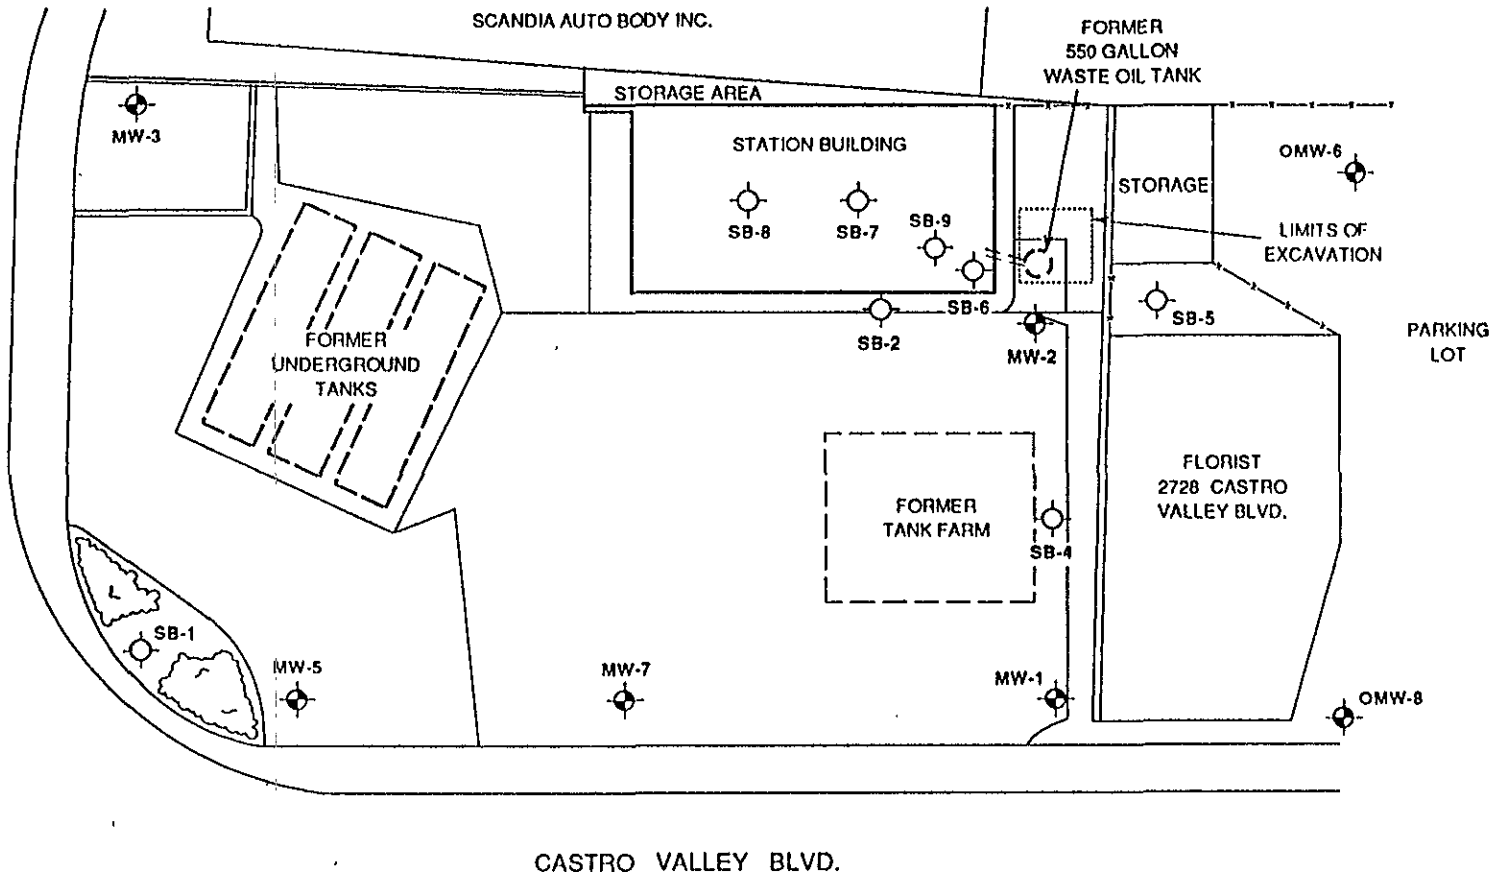 SCANDIA AUTO BODY INC.
FORMER
550 GALLON
WASTE OIL TANK
STORAGE AREA
MW-3
STATION BUILDING
OMW-6
STORAGE
SB-8
SB-7
SB-9
LIMITS OF
EXCAVATION
SB-6
SB-5
SB-2
MW-2
PARKING
LOT
FORMER
UNDERGROUND
TANKS
FLORIST
2728 CASTRO
VALLEY BLVD.
FORMER
TANK FARM
SB-4
SB-1
MW-5
MW-7
MW-1
OMW-8
CASTRO VALLEY BLVD.